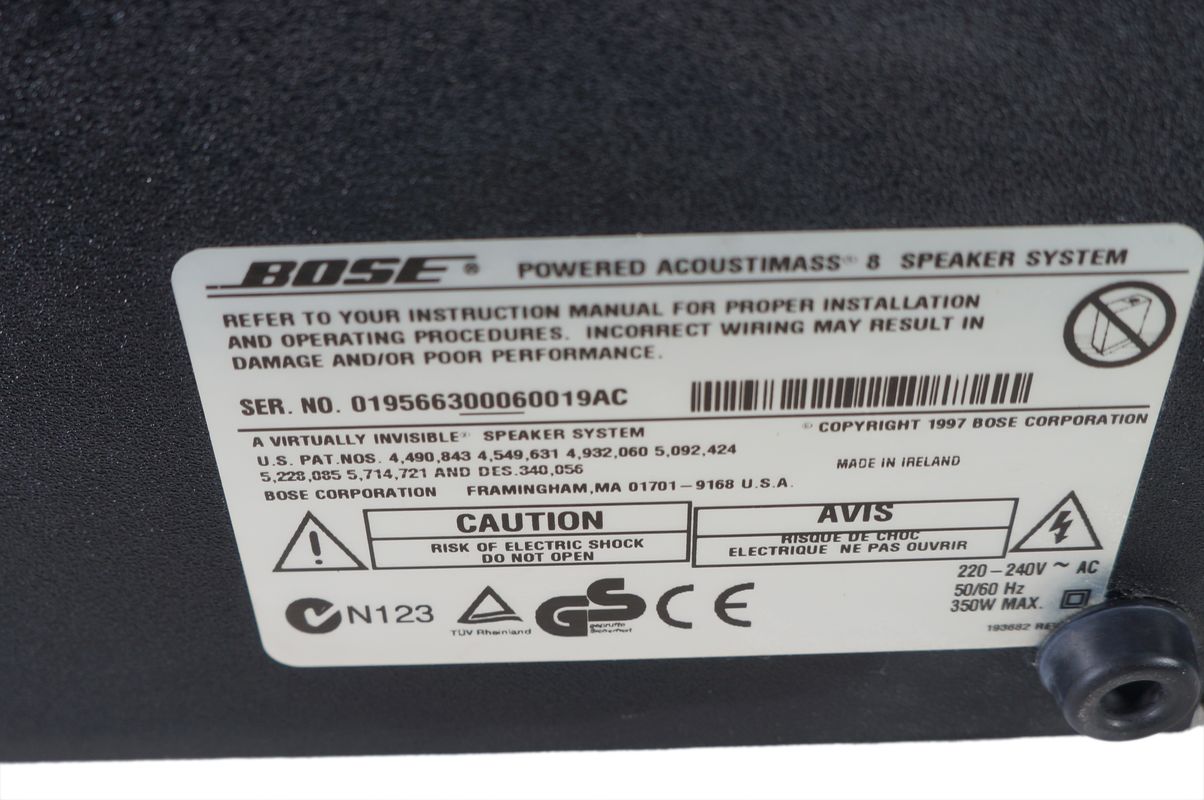 BOSE® POWERED ACOUSTIMASS® 8 SPEAKER SYSTEM
REFER TO YOUR INSTRUCTION MANUAL FOR PROPER INSTALLATION
AND OPERATING PROCEDURES. INCORRECT WIRING MAY RESULT IN
DAMAGE AND/OR POOR PERFORMANCE.
SER. NO. 019566300060019AC
© COPYRIGHT 1997 BOSE CORPORATION
A VIRTUALLY INVISIBLE® SPEAKER SYSTEM
U.S. PAT.NOS. 4,490,843 4,549,631 4,932,060 5,092,424
5,228,085 5,714,721 AND DES.340,056
MADE IN IRELAND
BOSE CORPORATION FRAMINGHAM,MA 01701-9168 U.S.A.
CAUTION
RISK OF ELECTRIC SHOCK
DO NOT OPEN
AVIS
RISQUE DE CHOC
ELECTRIQUE NE PAS OUVRIR
220-240V ~ AC
50/60 Hz
350W MAX.
193682
N123
TÜV Rheinland
GS
geprüfte
Sicherheit
CE